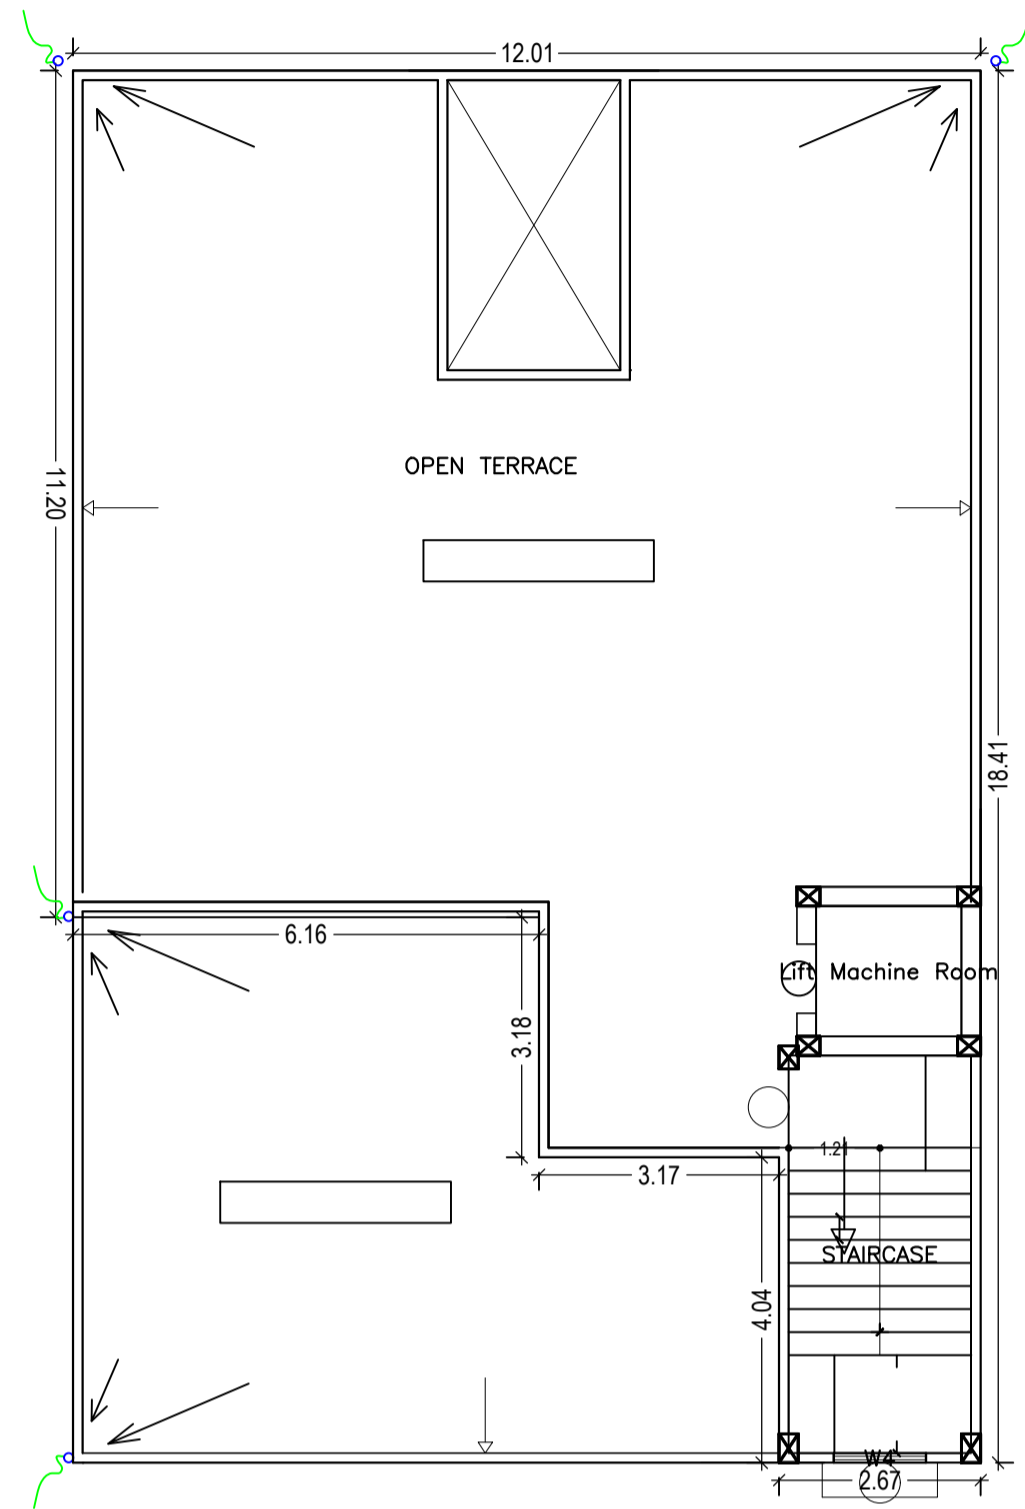 12.01
OPEN TERRACE
11.20
18.41
6.16
Lift Machine Room
3.18
1.21
3.17
STAIRCASE
4.04
W4
2.67